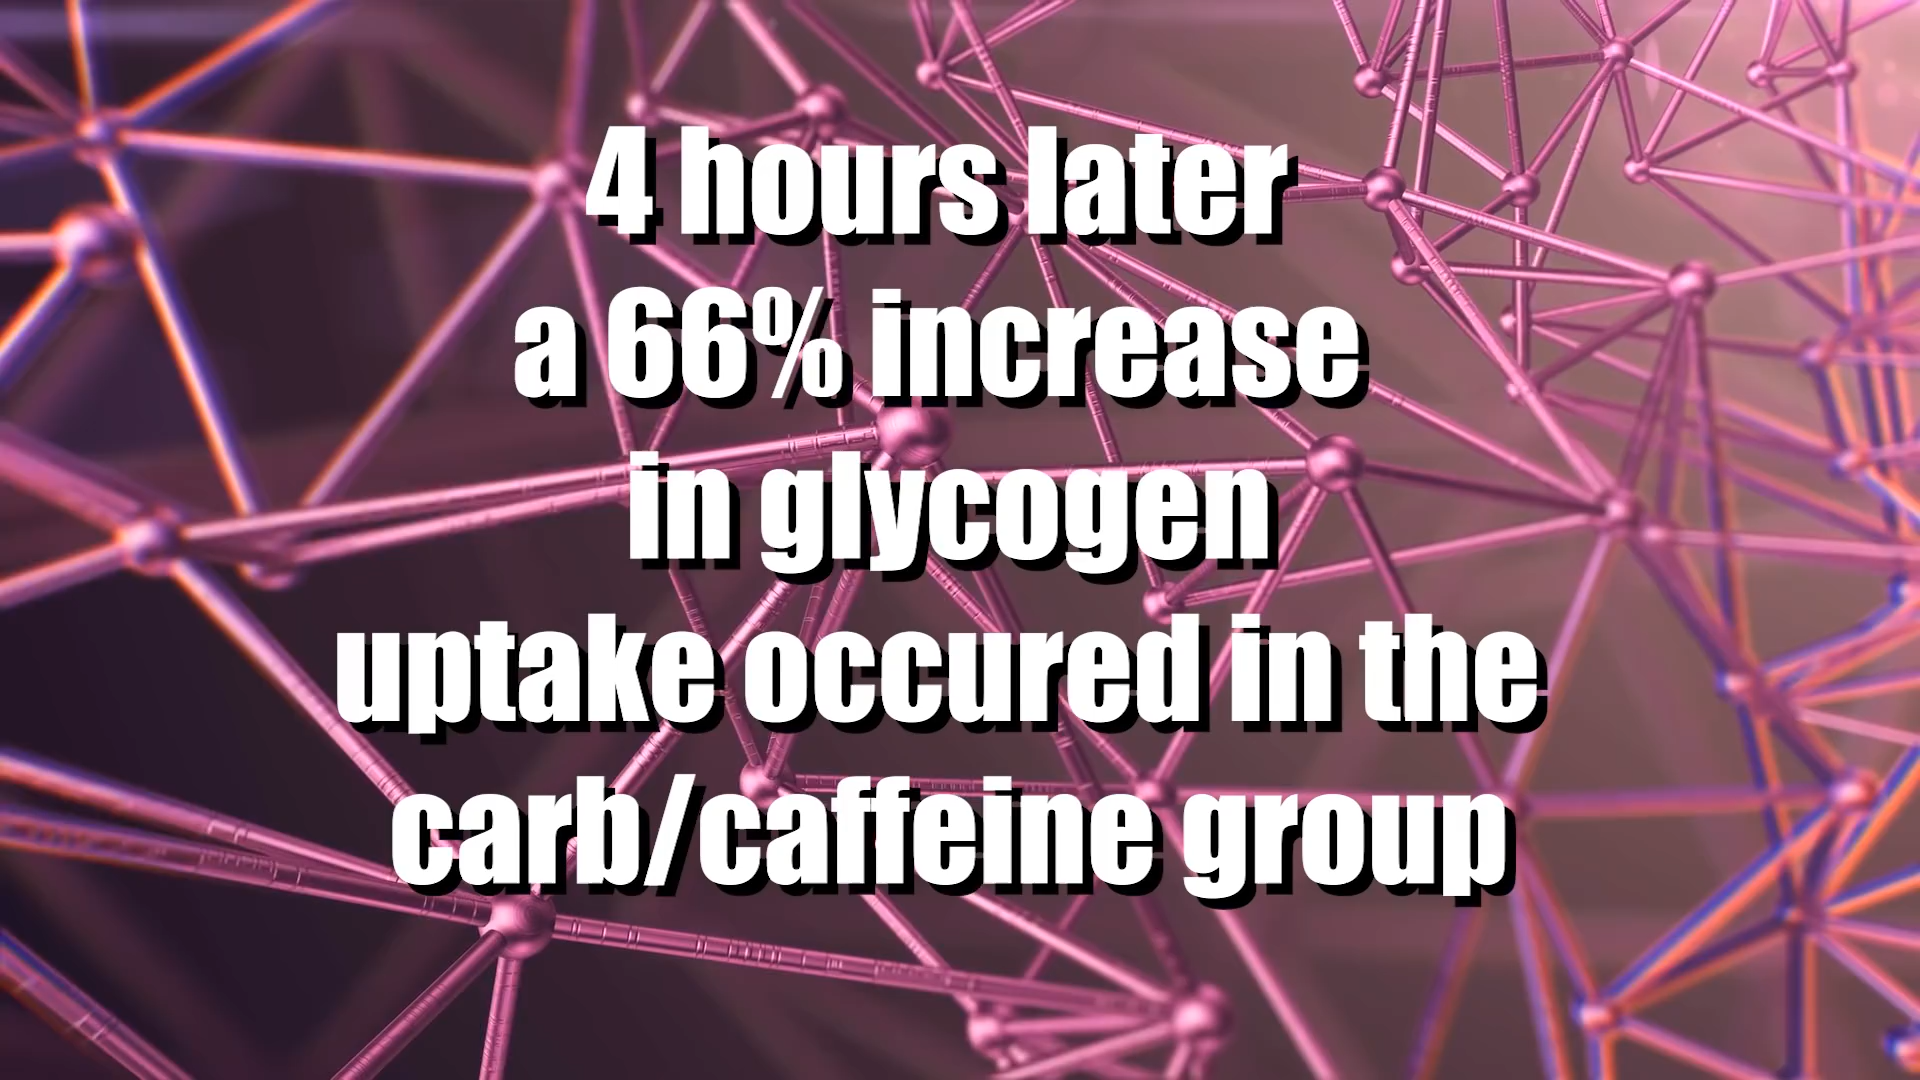 4 hours later
a 66% increase
in glycogen
uptake occured in the
carb/caffeine group